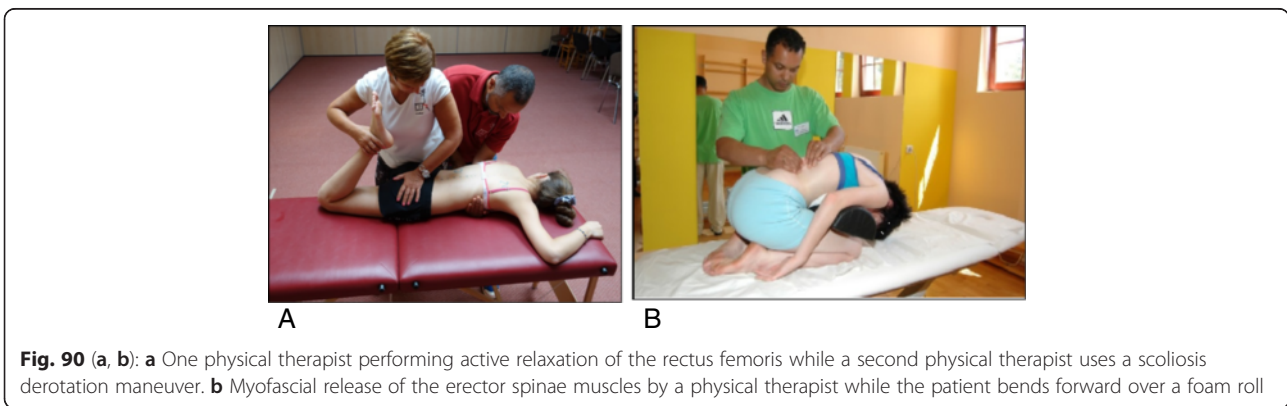 A
B
Fig. 90 (a, b): a One physical therapist performing active relaxation of the rectus femoris while a second physical therapist uses a scoliosis
derotation maneuver. b Myofascial release of the erector spinae muscles by a physical therapist while the patient bends forward over a foam roll